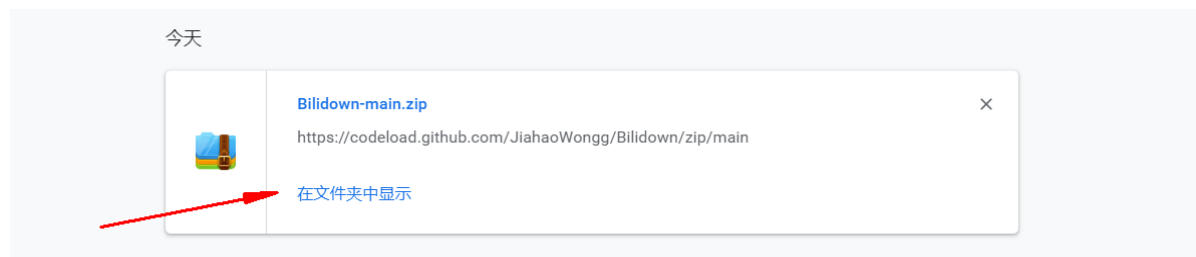 今天
Bilidown-main.zip
https://codeload.github.com/JiahaoWongg/Bilidown/zip/main
在文件夹中显示